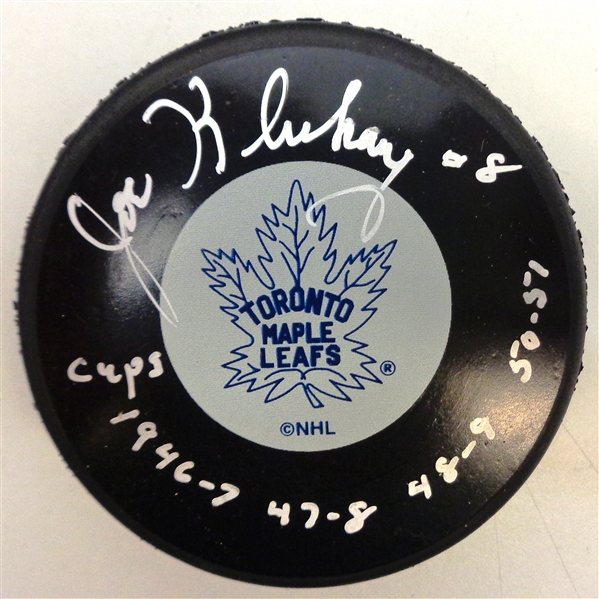 Joe Klukay #8
TORONTO
MAPLE
LEAFS
®
©NHL
Cups
1946-7 47-8 48-9 50-51